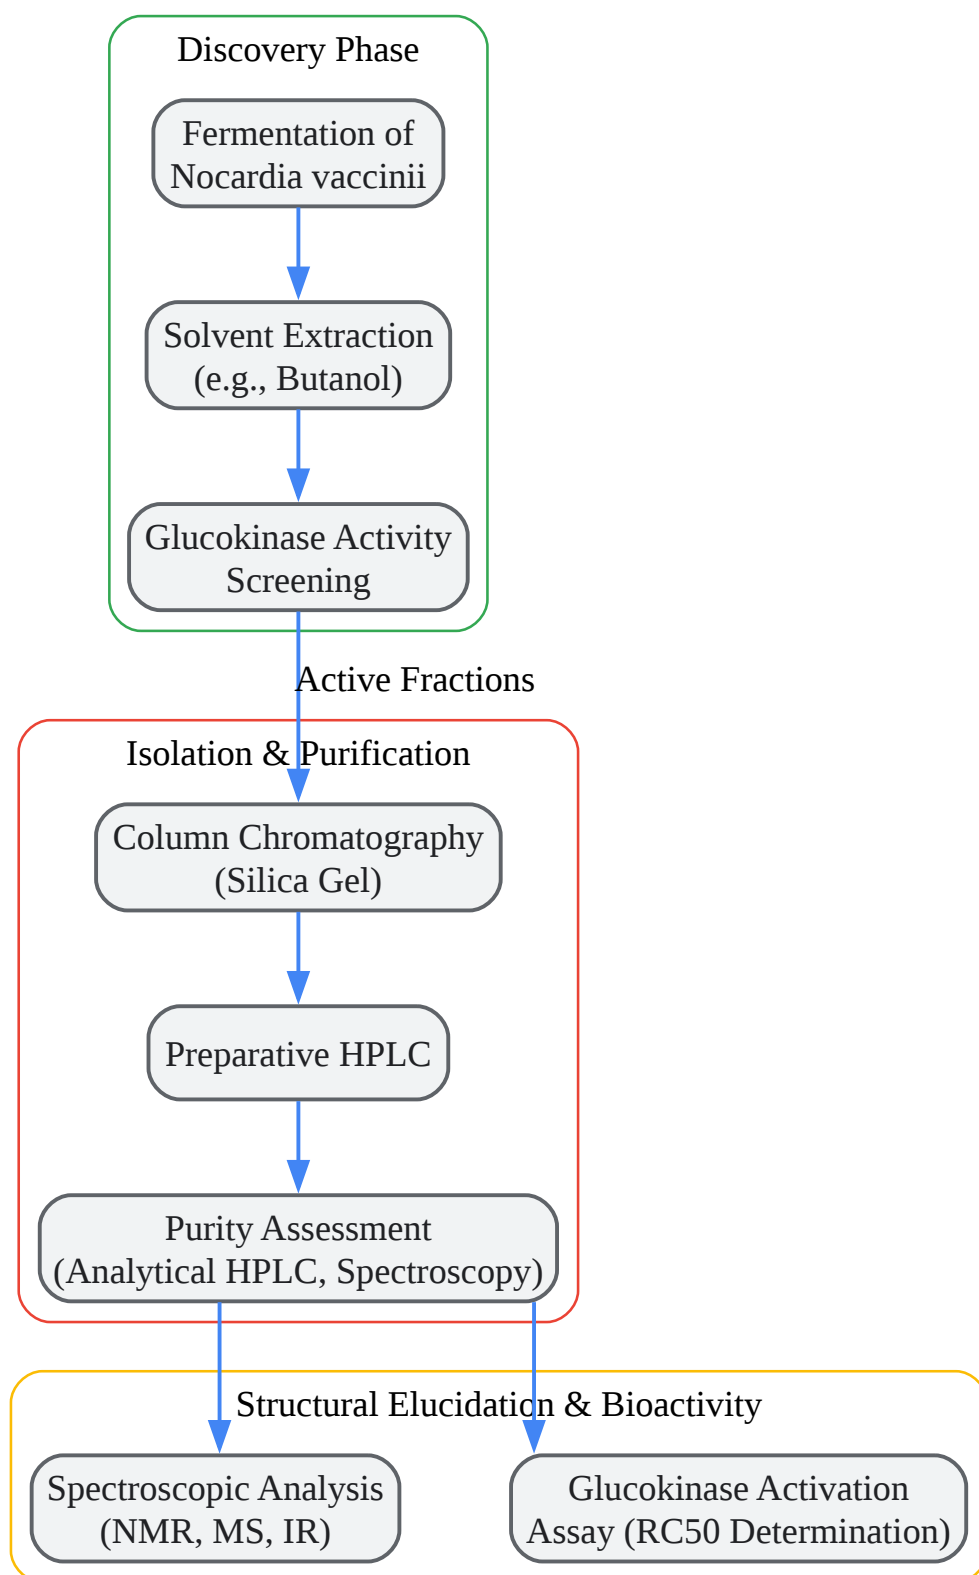 Discovery Phase
Fermentation of
Nocardia vaccinii
Solvent Extraction
(e.g., Butanol)
Glucokinase Activity
Screening
Active Fractions
Isolation & Purification
Column Chromatography
(Silica Gel)
Preparative HPLC
Purity Assessment
(Analytical HPLC, Spectroscopy)
Structural Elucidation & Bioactivity
Spectroscopic Analysis
(NMR, MS, IR)
Glucokinase Activation
Assay (RC50 Determination)